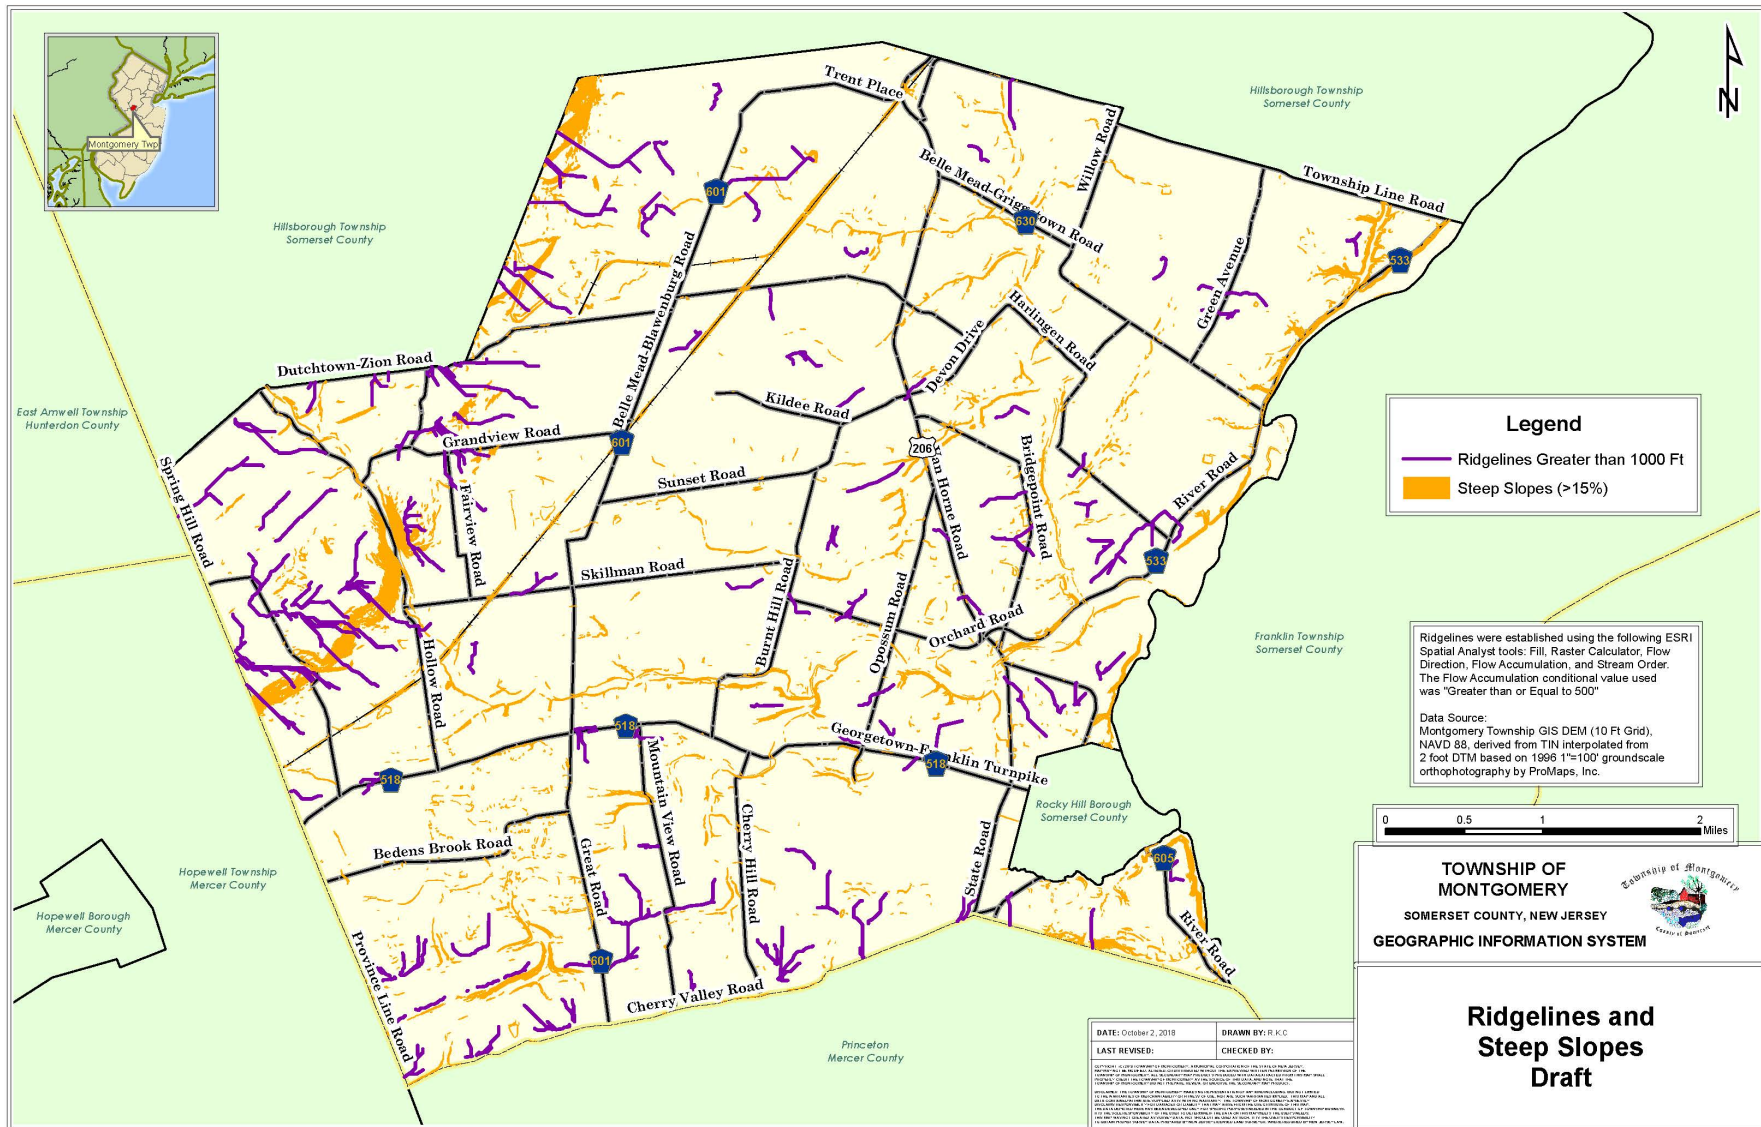 Montgomery Twp
Hillsborough Township
Somerset County
Hillsborough Township
Somerset County
East Amwell Township
Hunterdon County
Hopewell Township
Mercer County
Hopewell Borough
Mercer County
Princeton
Mercer County
Franklin Township
Somerset County
Rocky Hill Borough
Somerset County
Trent Place
Willow Road
Township Line Road
Belle Mead-Grigg town Road
Green Avenue
Belle Mead-Blawenburg Road
Harlingen Road
Devon Drive
Dutchtown-Zion Road
Kildee Road
Grandview Road
Sunset Road
Van Horne Road
Bridgepoint Road
River Road
Spring Hill Road
Fairview Road
Skillman Road
Burnt Hill Road
Opossum Road
Orchard Road
Hollow Road
Georgetown-F klin Turnpike
Mountain View Road
Cherry Hill Road
Bedens Brook Road
Great Road
State Road
River Road
Province Line Road
Cherry Valley Road
601
630
533
601
206
533
518
518
518
605
601
N
Legend
Ridgelines Greater than 1000 Ft
Steep Slopes (>15%)
Ridgelines were established using the following ESRI
Spatial Analyst tools: Fill, Raster Calculator, Flow
Direction, Flow Accumulation, and Stream Order.
The Flow Accumulation conditional value used
was "Greater than or Equal to 500"
Data Source:
Montgomery Township GIS DEM (10 Ft Grid),
NAVD 88, derived from TIN interpolated from
2 foot DTM based on 1996 1"=100' groundscale
orthophotography by ProMaps, Inc.
0 0.5 1 2
Miles
TOWNSHIP OF
MONTGOMERY
SOMERSET COUNTY, NEW JERSEY
GEOGRAPHIC INFORMATION SYSTEM
Township of Montgomery
County of Somerset
Ridgelines and
Steep Slopes
Draft
DATE: October 2, 2018
DRAWN BY: R.K.C
LAST REVISED:
CHECKED BY: